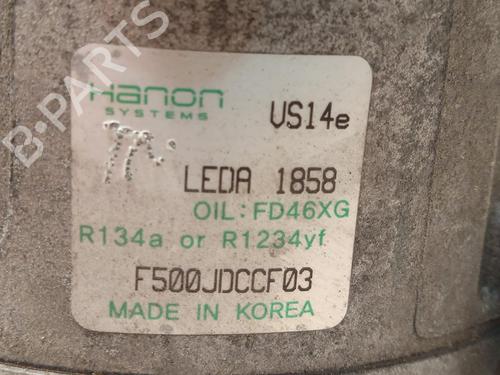 B-PARTS
Hanon
SYSTEMS
VS14e
LEDA 1858
OIL: FD46XG
R134a or R1234yf
F500JDCCF03
MADE IN KOREA